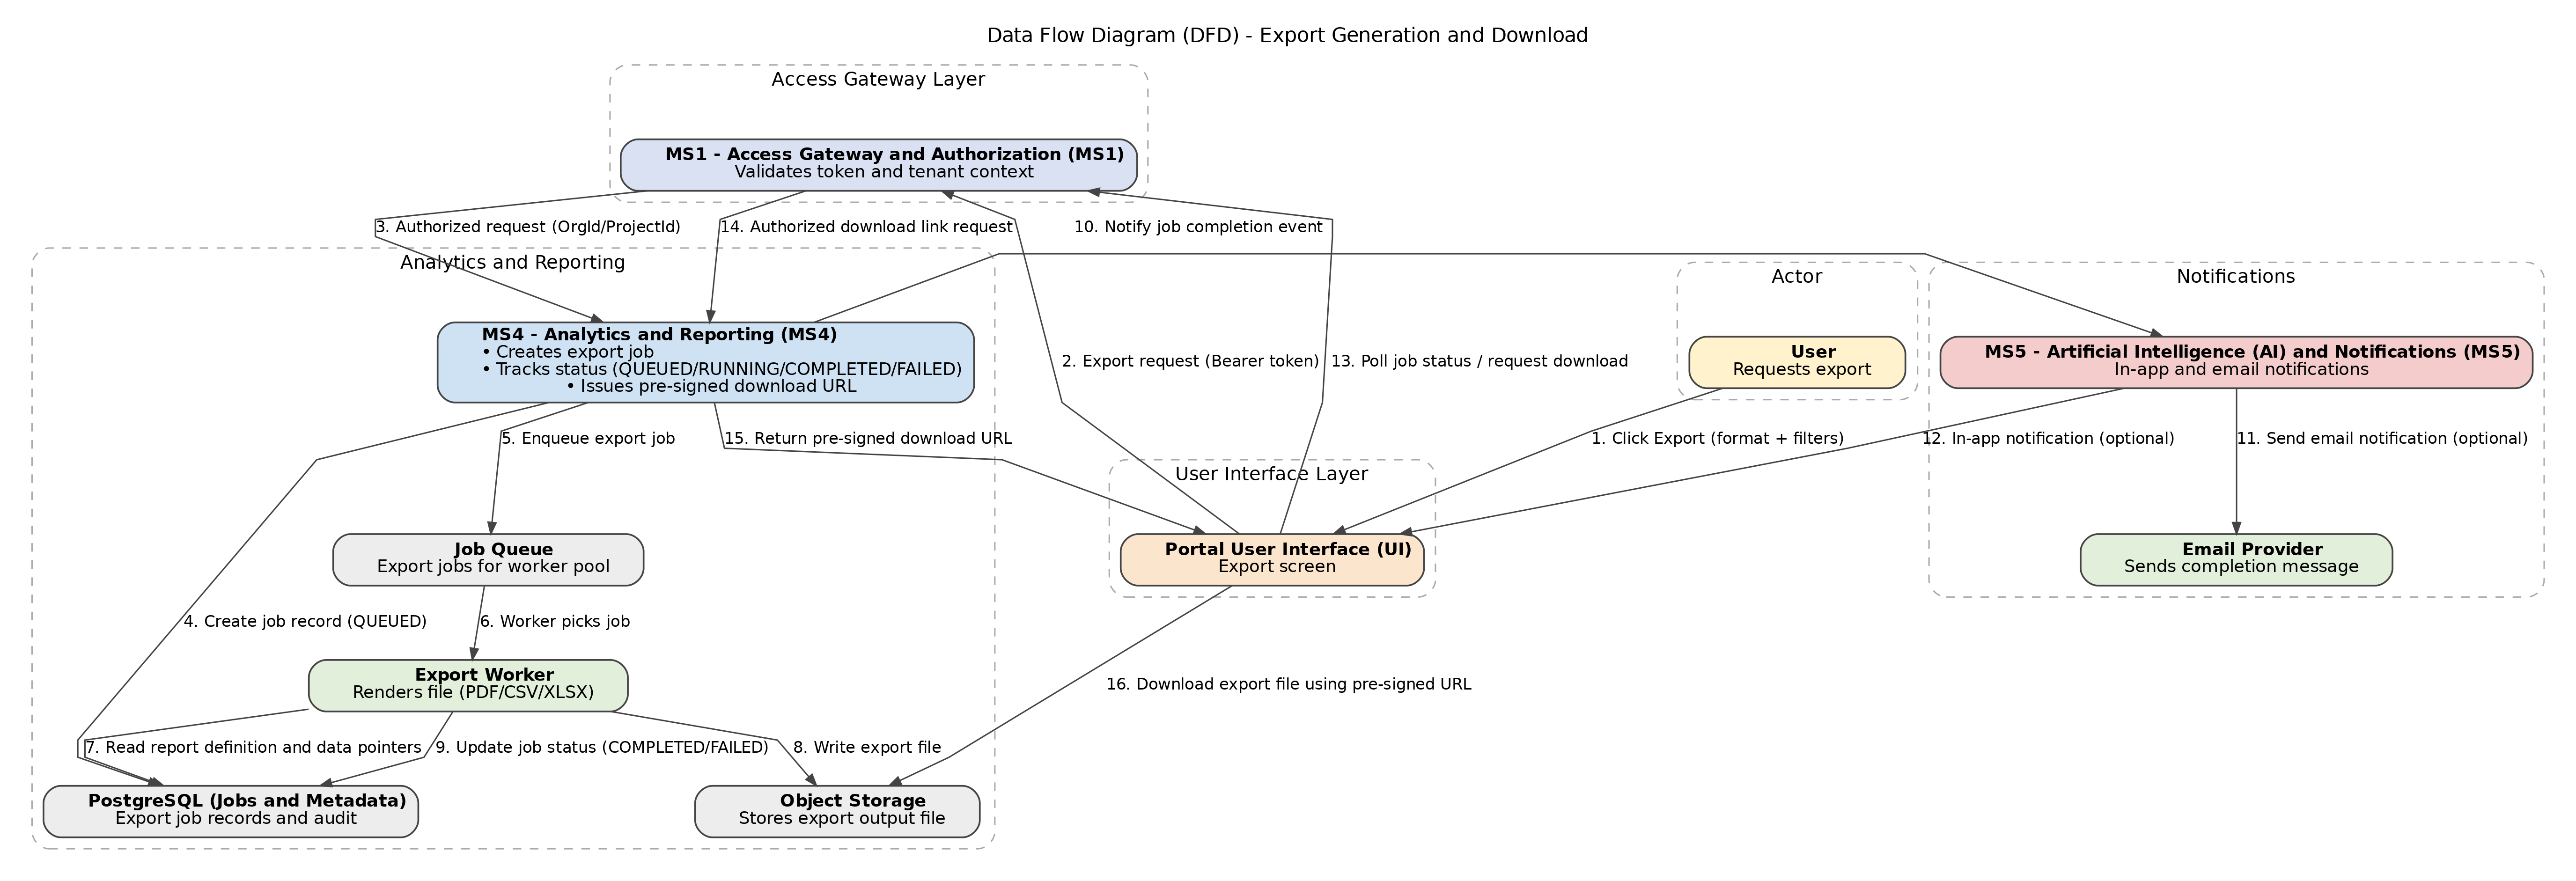 Data Flow Diagram (DFD) - Export Generation and Download
Access Gateway Layer
MS1 - Access Gateway and Authorization (MS1)
Validates token and tenant context
3. Authorized request (OrgId/ProjectId)
14. Authorized download link request
10. Notify job completion event
Analytics and Reporting
MS4 - Analytics and Reporting (MS4)
• Creates export job
• Tracks status (QUEUED/RUNNING/COMPLETED/FAILED)
• Issues pre-signed download URL
2. Export request (Bearer token)
13. Poll job status / request download
Actor
User
Requests export
Notifications
MS5 - Artificial Intelligence (AI) and Notifications (MS5)
In-app and email notifications
5. Enqueue export job
15. Return pre-signed download URL
1. Click Export (format + filters)
12. In-app notification (optional)
11. Send email notification (optional)
User Interface Layer
Portal User Interface (UI)
Export screen
Job Queue
Export jobs for worker pool
Email Provider
Sends completion message
4. Create job record (QUEUED)
6. Worker picks job
Export Worker
Renders file (PDF/CSV/XLSX)
16. Download export file using pre-signed URL
7. Read report definition and data pointers
9. Update job status (COMPLETED/FAILED)
8. Write export file
PostgreSQL (Jobs and Metadata)
Export job records and audit
Object Storage
Stores export output file